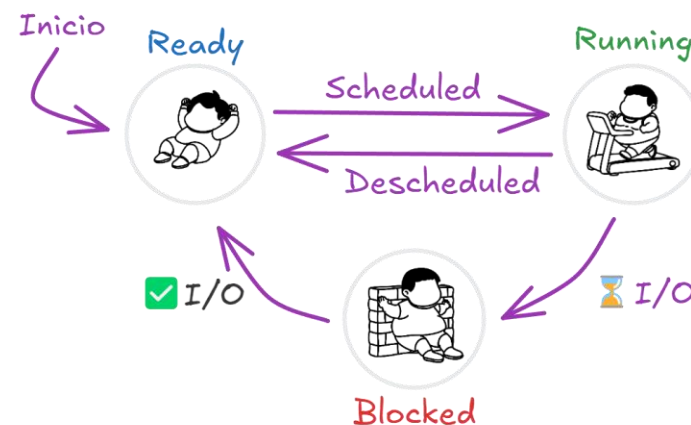 Inicio
Ready
Running
Scheduled
Descheduled
✅ I/O
⏳ I/O
Blocked